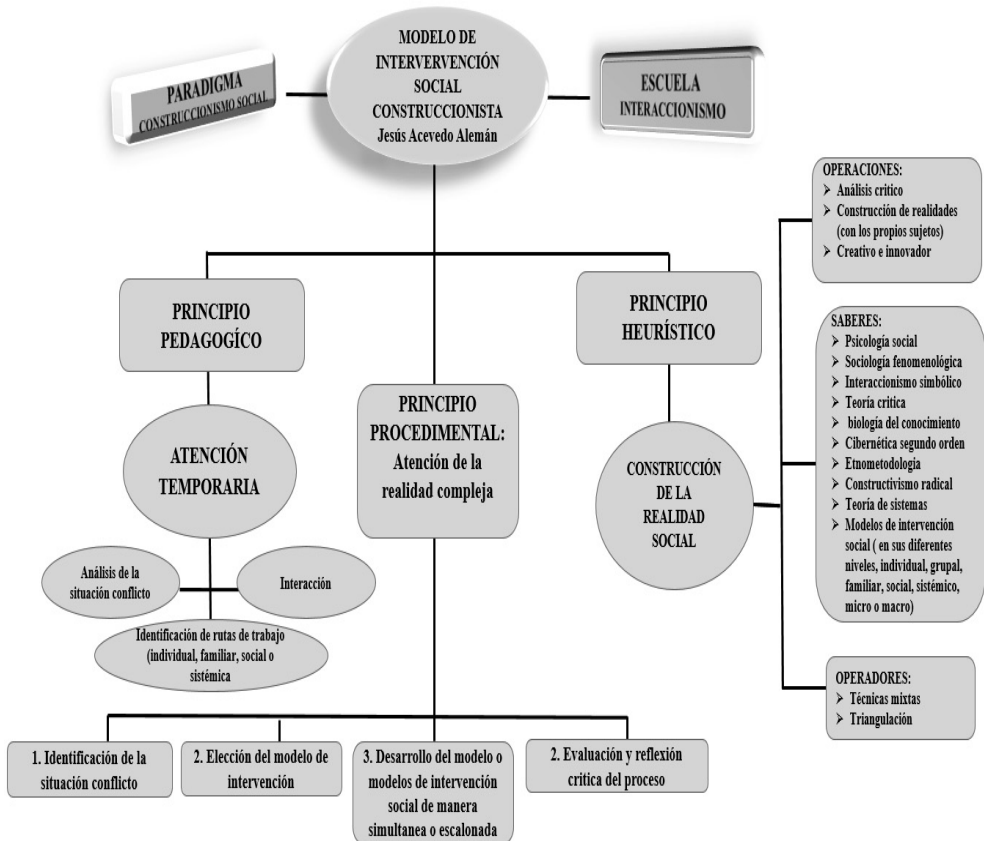 MODELO DE
INTERVERVENCIÓN
SOCIAL
CONSTRUCCIONISTA
Jesús Acevedo Alemán
PARADIGMA
CONSTRUCCIONISMO SOCIAL
ESCUELA
INTERACCIONISMO
PRINCIPIO
PEDAGOGÍCO
ATENCIÓN
TEMPORARIA
Análisis de la
situación conflicto
Interacción
Identificación de rutas de trabajo
(individual, familiar, social o
sistémica
PRINCIPIO
PROCEDIMENTAL:
Atención de la
realidad compleja
1. Identificación de la
situación conflicto
2. Elección del modelo de
intervención
3. Desarrollo del modelo o
modelos de intervención
social de manera
simultanea o escalonada
2. Evaluación y reflexión
critica del proceso
PRINCIPIO
HEURÍSTICO
CONSTRUCCIÓN
DE LA
REALIDAD
SOCIAL
OPERACIONES:
➢ Análisis crítico
➢ Construcción de realidades
(con los propios sujetos)
➢ Creativo e innovador
SABERES:
➢ Psicología social
➢ Sociología fenomenológica
➢ Interaccionismo simbólico
➢ Teoría critica
➢ biología del conocimiento
➢ Cibernética segundo orden
➢ Etnometodología
➢ Constructivismo radical
➢ Teoría de sistemas
➢ Modelos de intervención
social ( en sus diferentes
niveles, individual, grupal,
familiar, social, sistémico,
micro o macro)
OPERADORES:
➢ Técnicas mixtas
➢ Triangulación